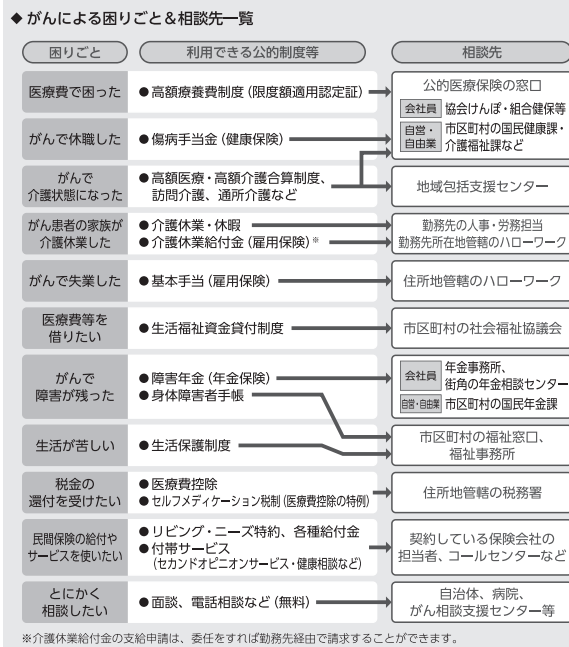 ◆がんによる困りごと＆相談先一覧
困りごと
利用できる公的制度等
相談先
医療費で困った
●高額療養費制度（限度額適用認定証）
公的医療保険の窓口
会社員 協会けんぽ・組合健保等
自営・自由業 市区町村の国民健康課・
介護福祉課など
がんで休職した
●傷病手当金（健康保険）
がんで
介護状態になった
●高額医療・高額介護合算制度、
訪問介護、通所介護など
地域包括支援センター
がん患者の家族が
介護休業した
●介護休業・休暇
●介護休業給付金（雇用保険）※
勤務先の人事・労務担当
勤務先所在地管轄のハローワーク
がんで失業した
●基本手当（雇用保険）
住所地管轄のハローワーク
医療費等を
借りたい
●生活福祉資金貸付制度
市区町村の社会福祉協議会
がんで
障害が残った
●障害年金（年金保険）
●身体障害者手帳
会社員 年金事務所、
街角の年金相談センター
自営・自由業 市区町村の国民年金課
生活が苦しい
●生活保護制度
市区町村の福祉窓口、
福祉事務所
税金の
還付を受けたい
●医療費控除
●セルフメディケーション税制（医療費控除の特例）
住所地管轄の税務署
民間保険の給付や
サービスを使いたい
●リビング・ニーズ特約、各種給付金
●付帯サービス
（セカンドオピニオンサービス・健康相談など）
契約している保険会社の
担当者、コールセンターなど
とにかく
相談したい
●面談、電話相談など（無料）
自治体、病院、
がん相談支援センター等
※介護休業給付金の支給申請は、委任をすれば勤務先経由で請求することができます。